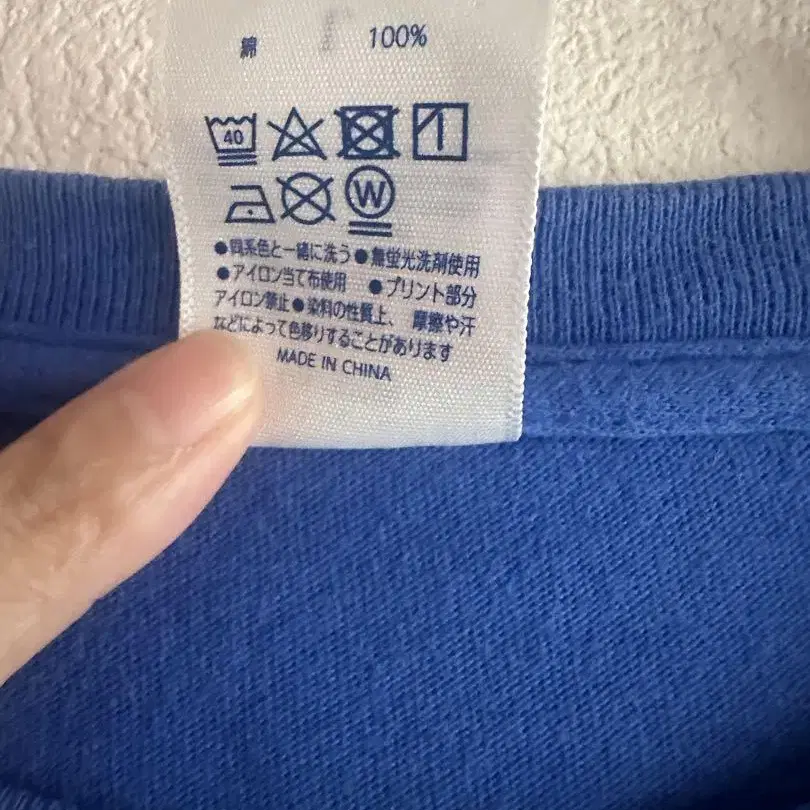 綿 100%
40
W
●同系色と一緒に洗う●無蛍光洗剤使用
●アイロン当て布使用 ●プリント部分
アイロン禁止●染料の性質上、摩擦や汗
などによって色移りすることがあります
MADE IN CHINA